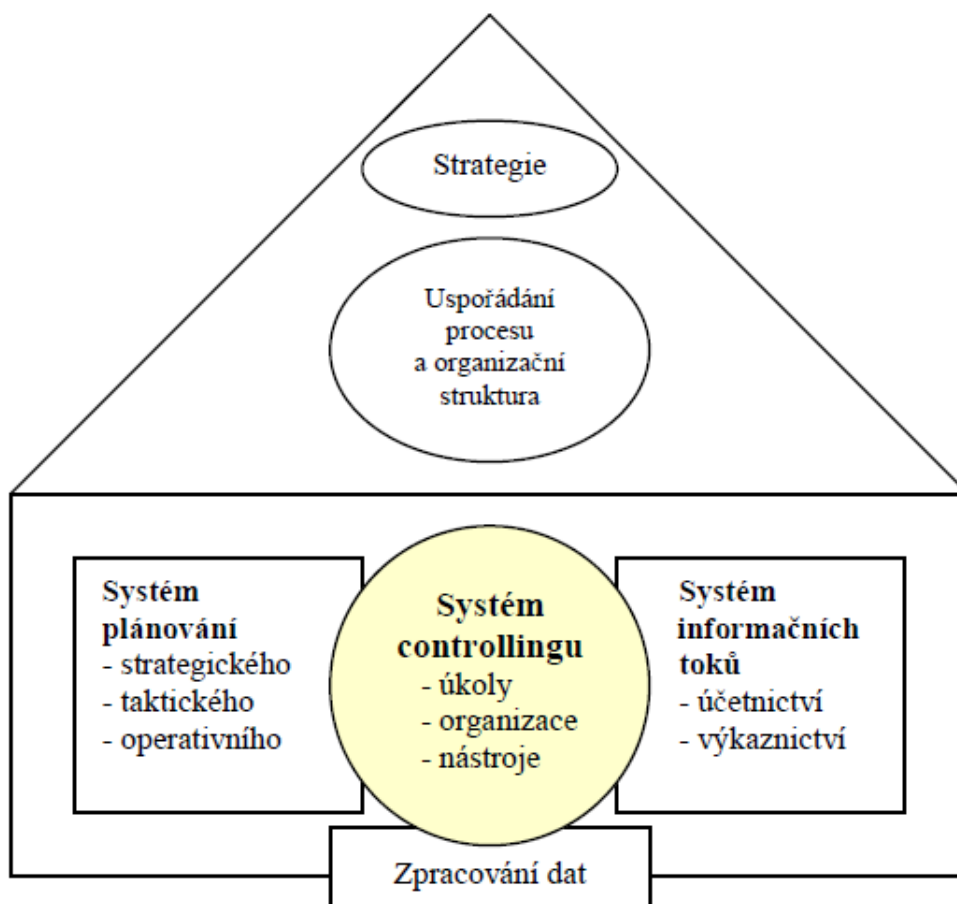 Strategie
Uspořádání
procesu
a organizační
struktura
Systém
plánování
- strategického
- taktického
- operativního
Systém
controllingu
- úkoly
- organizace
- nástroje
Systém
informačních
toků
- účetnictví
- výkaznictví
Zpracování dat